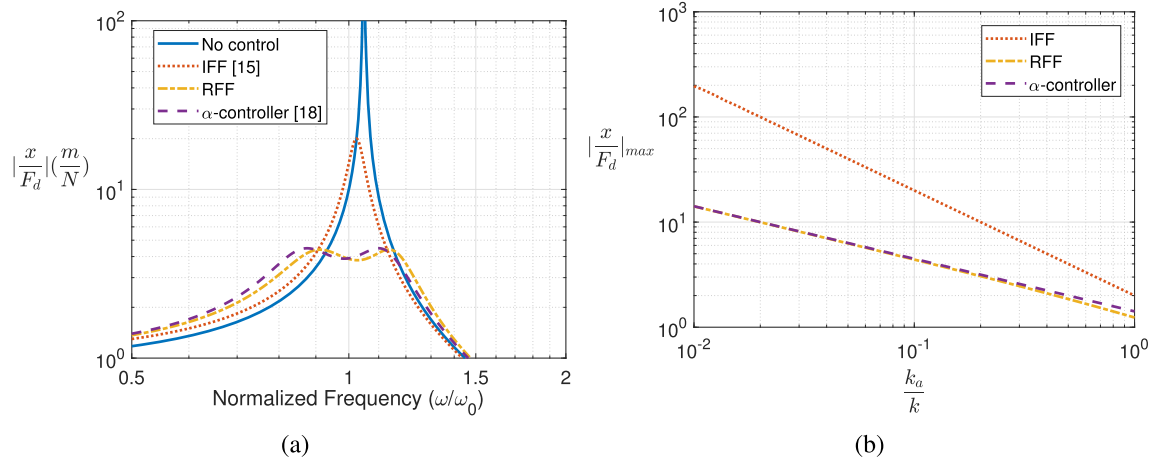 10^2
10^1
10^0
|x/F_d|(m/N)
No control
IFF [15]
RFF
α-controller [18]
0.5
1
1.5
2
Normalized Frequency (ω/ω_0)
(a)
10^3
10^2
10^1
10^0
|x/F_d|_max
IFF
RFF
α-controller
10^-2
10^-1
10^0
k_a/k
(b)